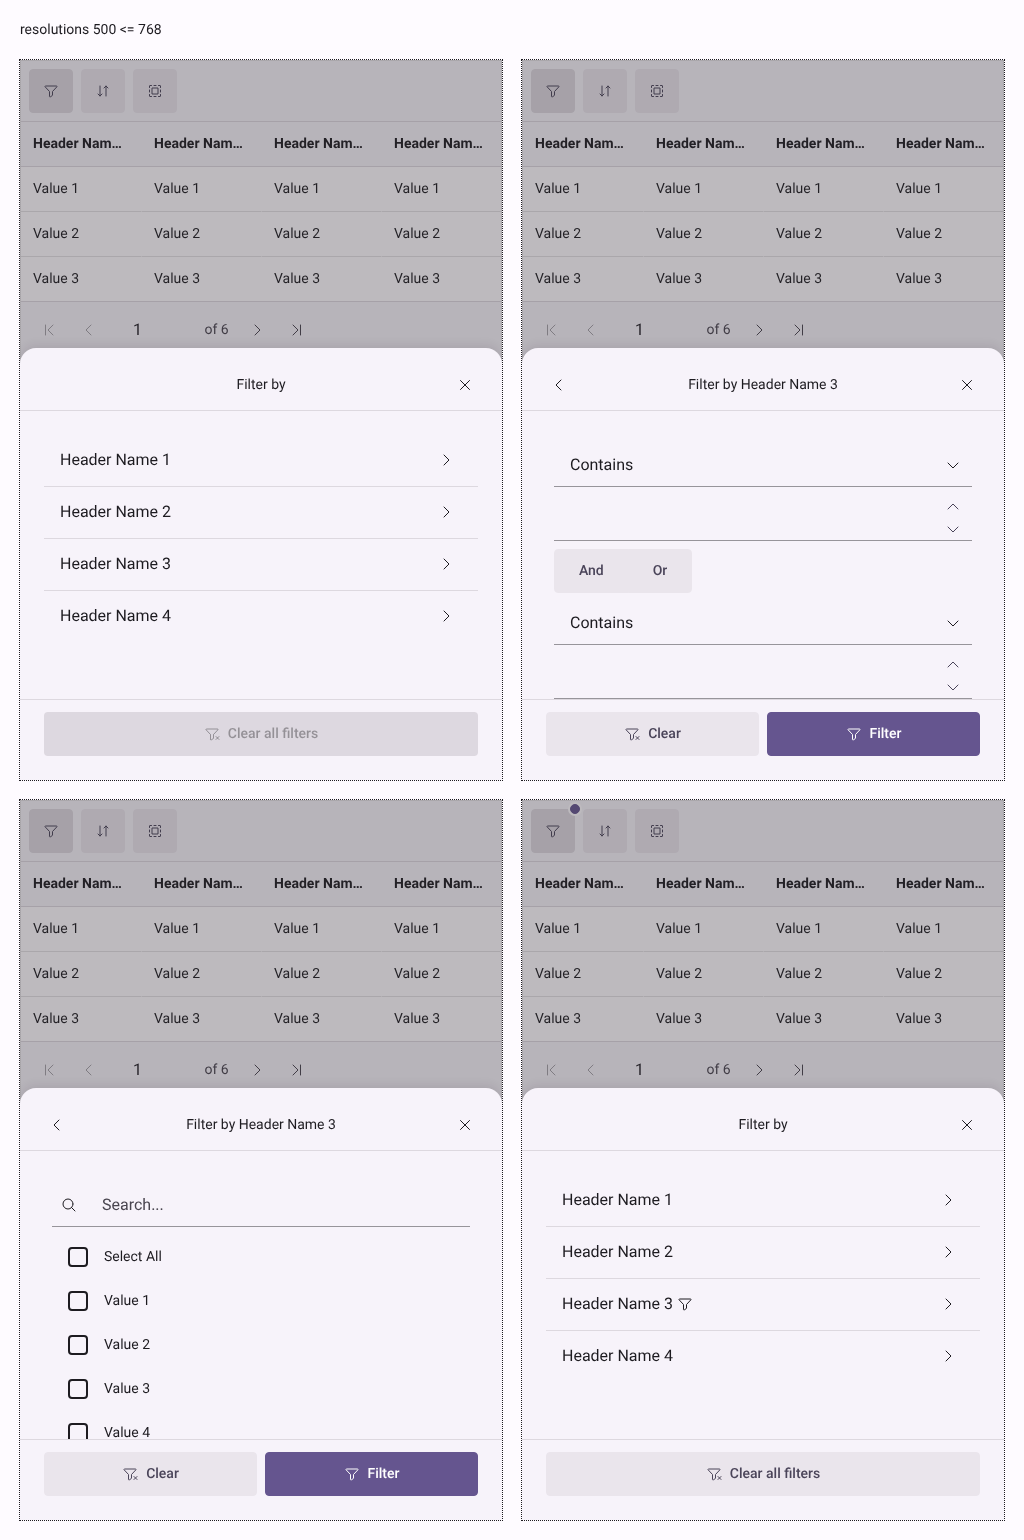 resolutions 500 <= 768
Header Nam... Header Nam... Header Nam... Header Nam...
Value 1 Value 1 Value 1 Value 1
Value 2 Value 2 Value 2 Value 2
Value 3 Value 3 Value 3 Value 3
1 of 6
Filter by
Header Name 1
Header Name 2
Header Name 3
Header Name 4
Clear all filters
Header Nam... Header Nam... Header Nam... Header Nam...
Value 1 Value 1 Value 1 Value 1
Value 2 Value 2 Value 2 Value 2
Value 3 Value 3 Value 3 Value 3
1 of 6
Filter by Header Name 3
Contains
And Or
Contains
Clear Filter
Header Nam... Header Nam... Header Nam... Header Nam...
Value 1 Value 1 Value 1 Value 1
Value 2 Value 2 Value 2 Value 2
Value 3 Value 3 Value 3 Value 3
1 of 6
Filter by Header Name 3
Search...
Select All
Value 1
Value 2
Value 3
Value 4
Clear Filter
Header Nam... Header Nam... Header Nam... Header Nam...
Value 1 Value 1 Value 1 Value 1
Value 2 Value 2 Value 2 Value 2
Value 3 Value 3 Value 3 Value 3
1 of 6
Filter by
Header Name 1
Header Name 2
Header Name 3
Header Name 4
Clear all filters